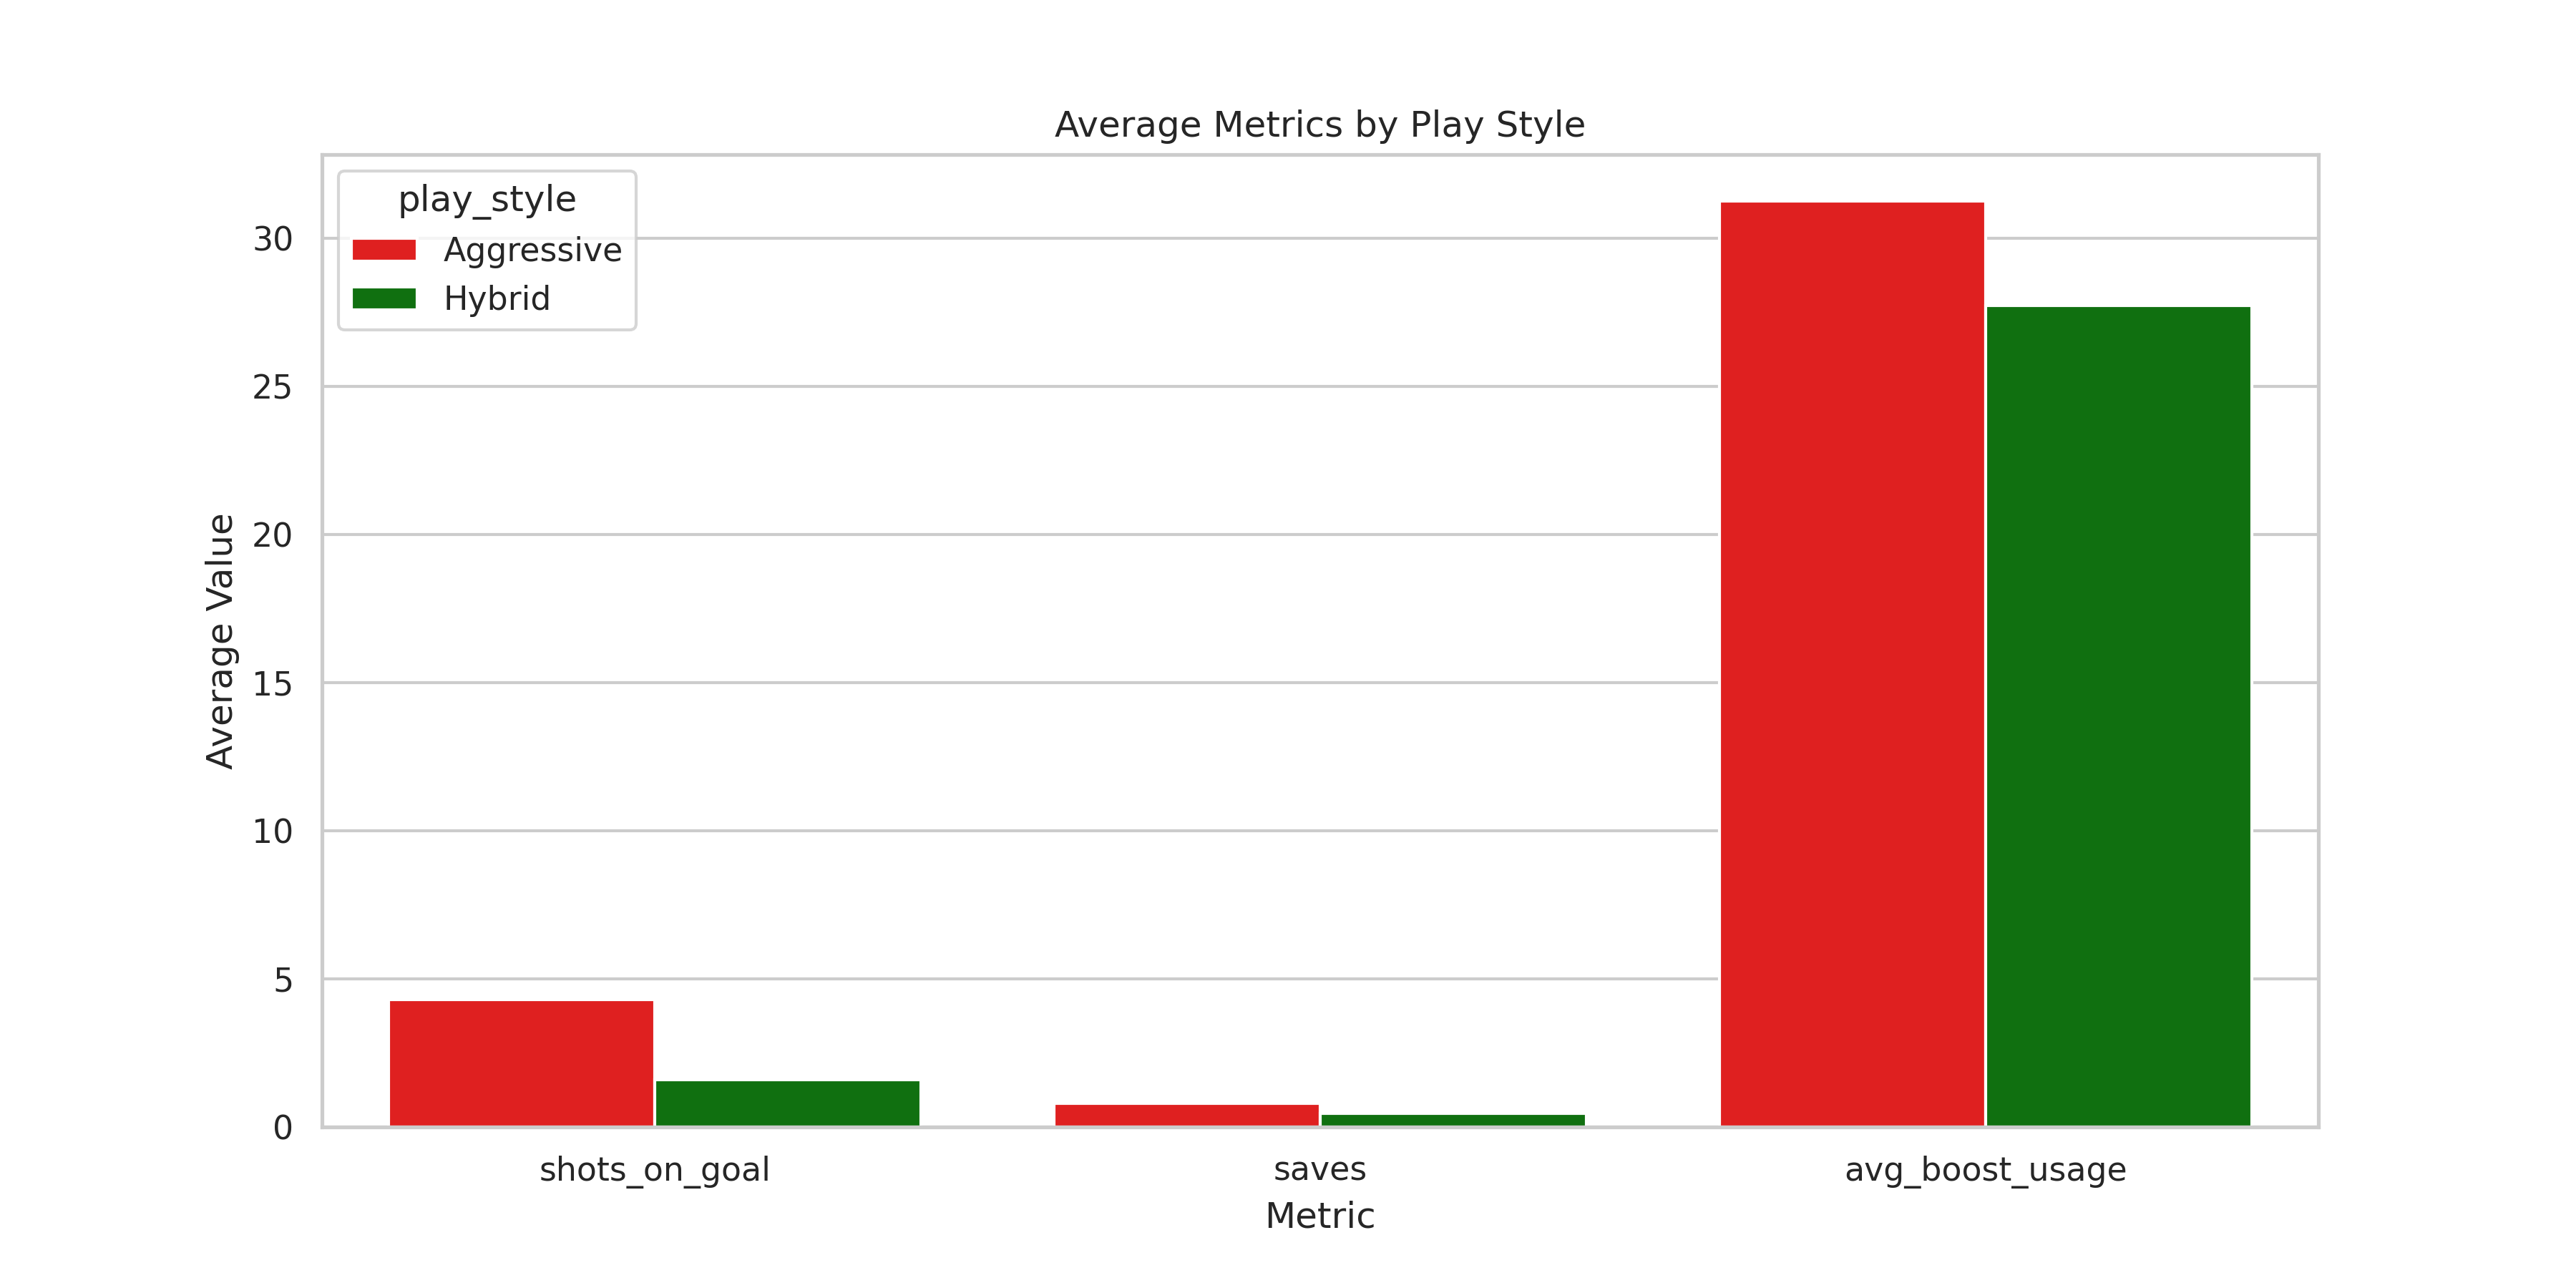 Average Metrics by Play Style
play_style
Aggressive
Hybrid
Average Value
30
25
20
15
10
5
0
shots_on_goal
saves
avg_boost_usage
Metric